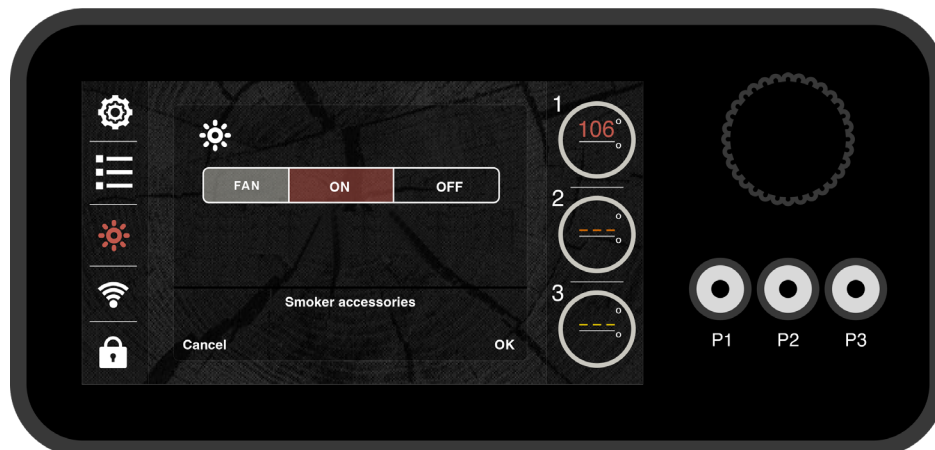 1
106°
°
FAN ON OFF
2
---°
°
Smoker accessories
3
---°
°
Cancel OK
P1 P2 P3